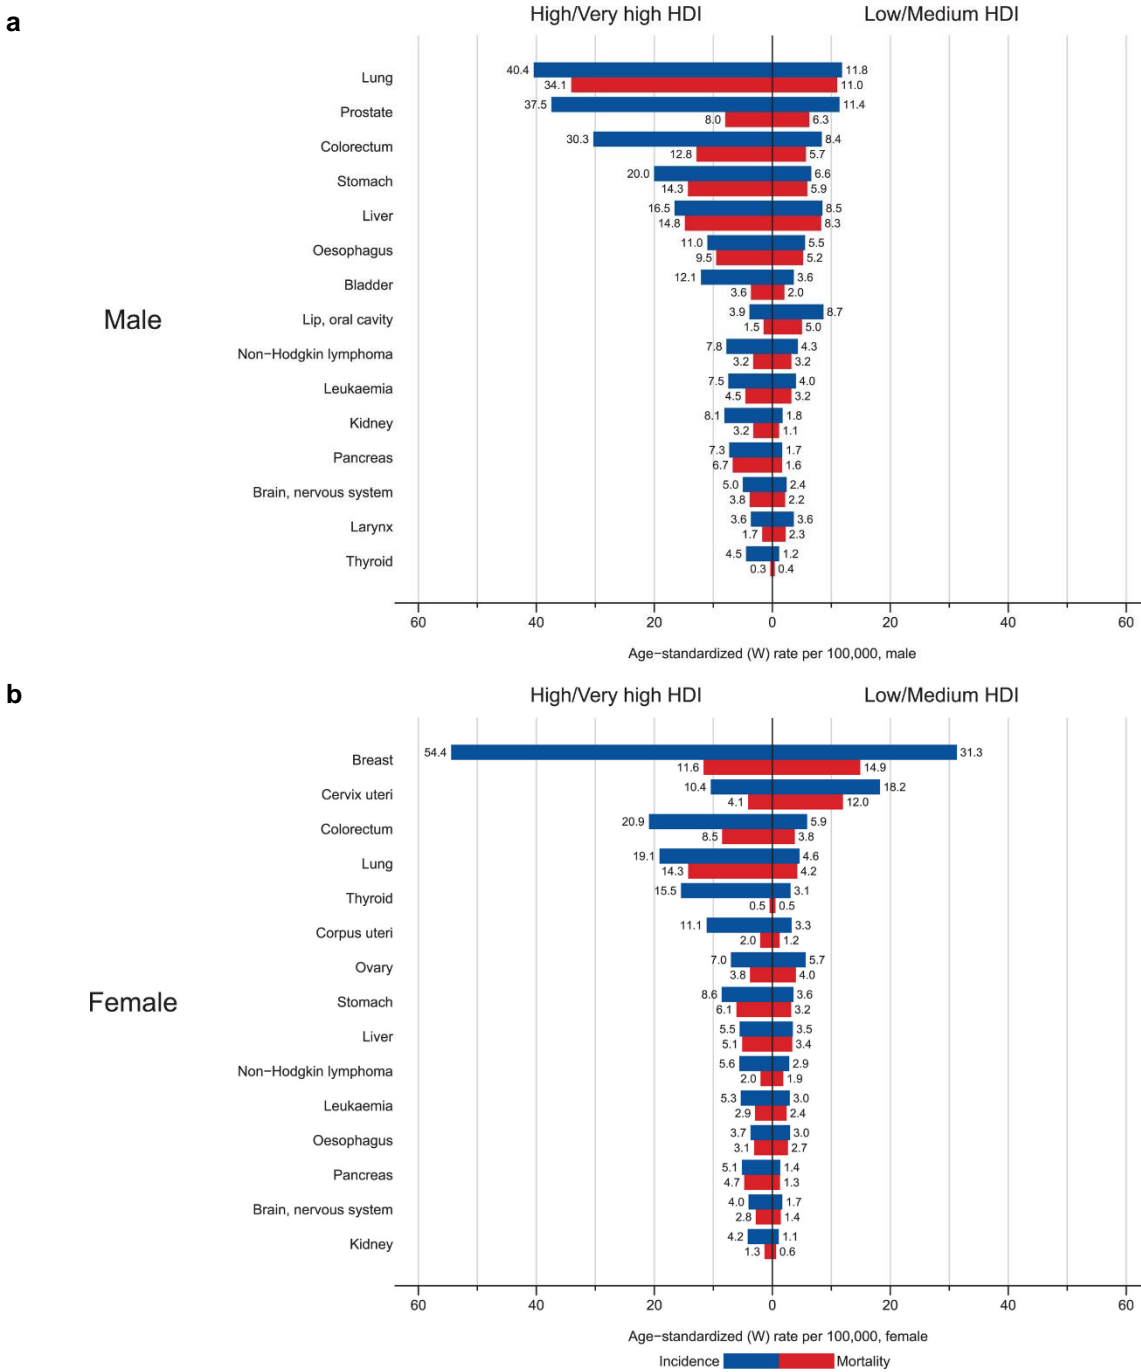 a
High/Very high HDI Low/Medium HDI
Male
Lung 40.4 11.8
34.1 11.0
Prostate 37.5 11.4
8.0 6.3
Colorectum 30.3 8.4
12.8 5.7
Stomach 20.0 6.6
14.3 5.9
Liver 16.5 8.5
14.8 8.3
Oesophagus 11.0 5.5
9.5 5.2
Bladder 12.1 3.6
3.6 2.0
Lip, oral cavity 3.9 8.7
1.5 5.0
Non−Hodgkin lymphoma 7.8 4.3
3.2 3.2
Leukaemia 7.5 4.0
4.5 3.2
Kidney 8.1 1.8
3.2 1.1
Pancreas 7.3 1.7
6.7 1.6
Brain, nervous system 5.0 2.4
3.8 2.2
Larynx 3.6 3.6
1.7 2.3
Thyroid 4.5 1.2
0.3 0.4
60 40 20 0 20 40 60
Age−standardized (W) rate per 100,000, male
b
High/Very high HDI Low/Medium HDI
Female
Breast 54.4 31.3
11.6 14.9
Cervix uteri 10.4 18.2
4.1 12.0
Colorectum 20.9 5.9
8.5 3.8
Lung 19.1 4.6
14.3 4.2
Thyroid 15.5 3.1
0.5 0.5
Corpus uteri 11.1 3.3
2.0 1.2
Ovary 7.0 5.7
3.8 4.0
Stomach 8.6 3.6
6.1 3.2
Liver 5.5 3.5
5.1 3.4
Non−Hodgkin lymphoma 5.6 2.9
2.0 1.9
Leukaemia 5.3 3.0
2.9 2.4
Oesophagus 3.7 3.0
3.1 2.7
Pancreas 5.1 1.4
4.7 1.3
Brain, nervous system 4.0 1.7
2.8 1.4
Kidney 4.2 1.1
1.3 0.6
60 40 20 0 20 40 60
Age−standardized (W) rate per 100,000, female
Incidence Mortality